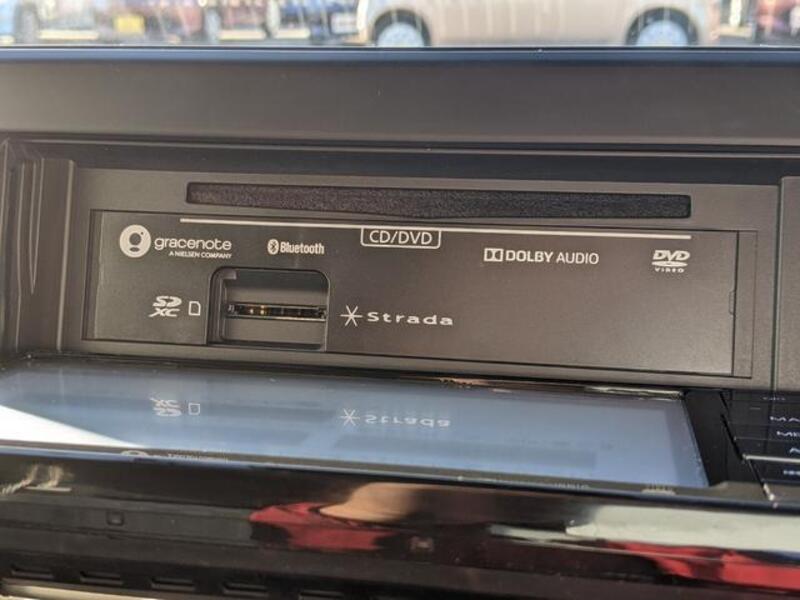 gracenote
A NIELSEN COMPANY
Bluetooth
CD/DVD
DOLBY AUDIO
DVD
VIDEO
SD
XC
Strada